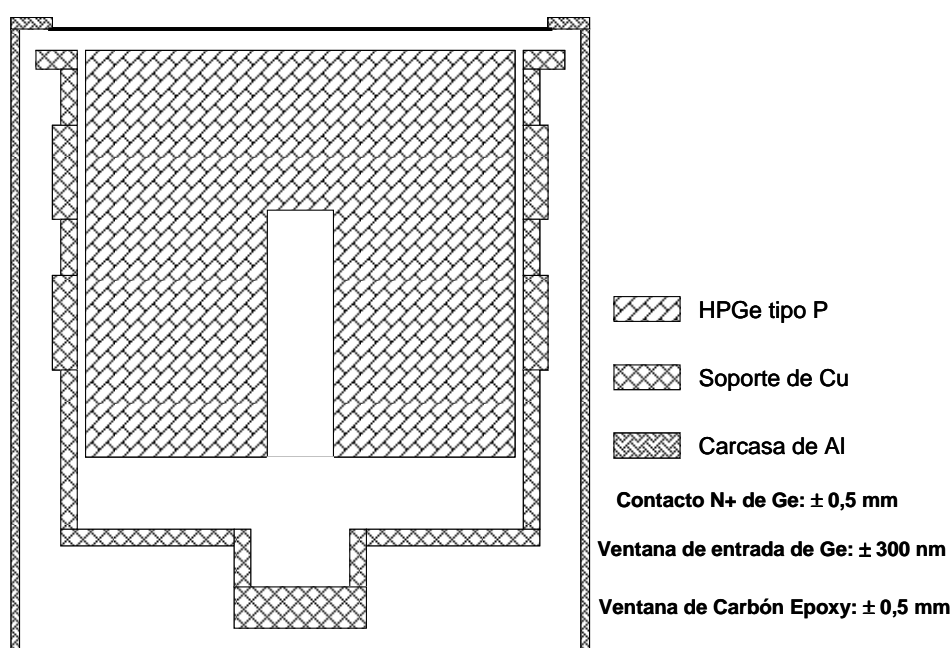 HPGe tipo P
Soporte de Cu
Carcasa de Al
Contacto N+ de Ge: ± 0,5 mm
Ventana de entrada de Ge: ± 300 nm
Ventana de Carbón Epoxy: ± 0,5 mm